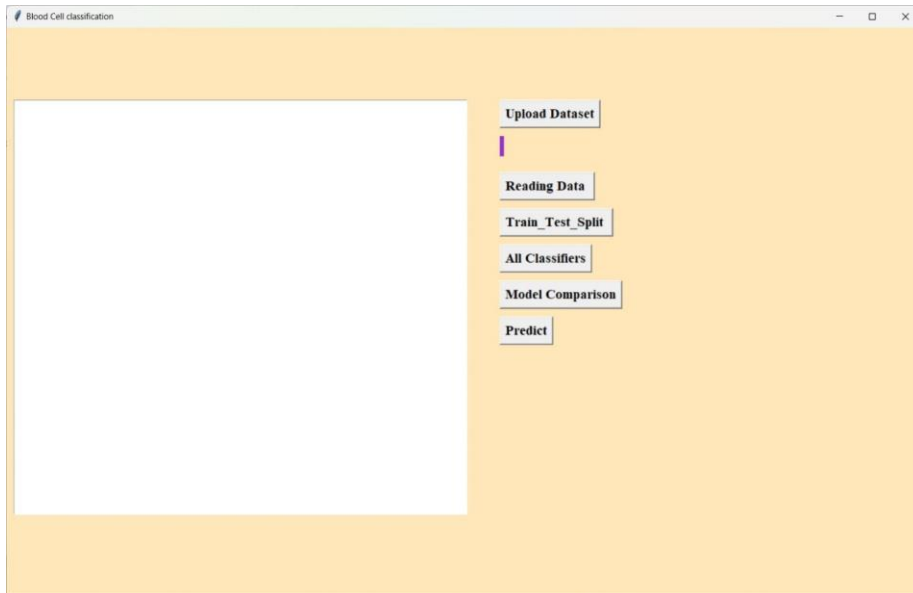 Blood Cell classification
Upload Dataset
Reading Data
Train_Test_Split
All Classifiers
Model Comparison
Predict